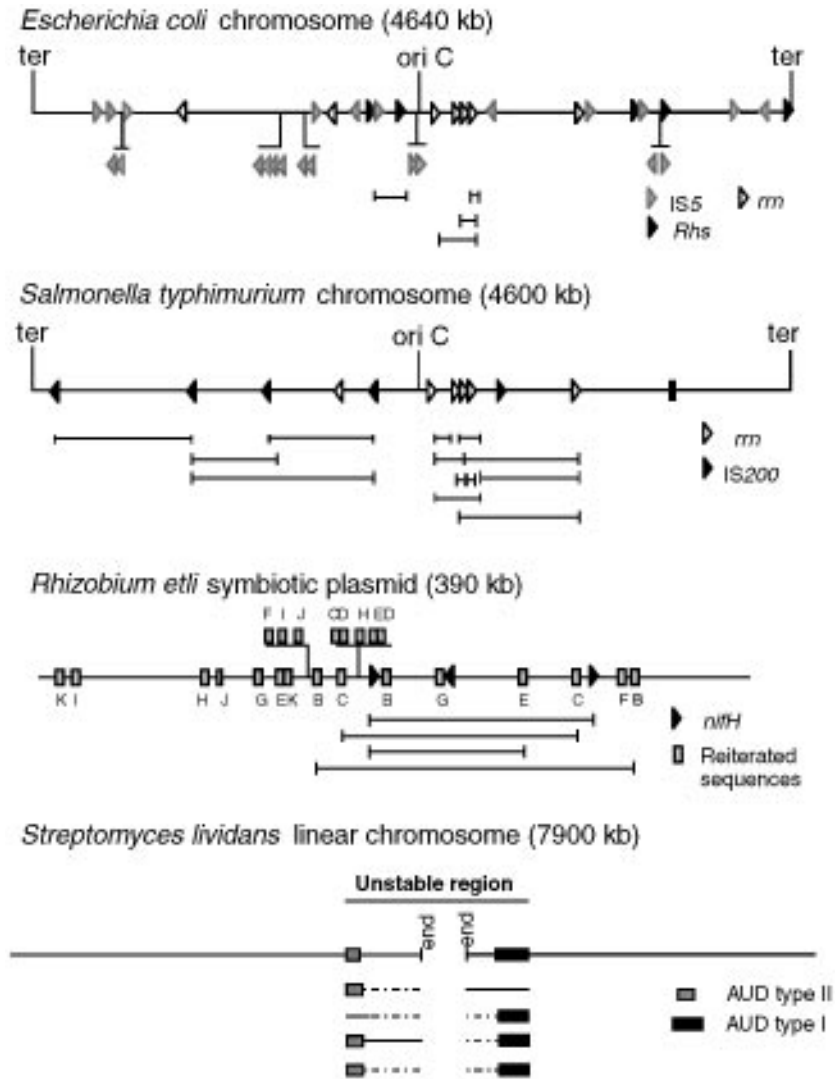 Escherichia coli chromosome (4640 kb)
ter
ori C
ter
IS5
rrn
Rhs
Salmonella typhimurium chromosome (4600 kb)
ter
ori C
ter
rrn
IS200
Rhizobium etli symbiotic plasmid (390 kb)
F I J CD H ED
K I H J G EK B C B G E C F B
nifH
Reiterated
sequences
Streptomyces lividans linear chromosome (7900 kb)
Unstable region
end
end
AUD type II
AUD type I